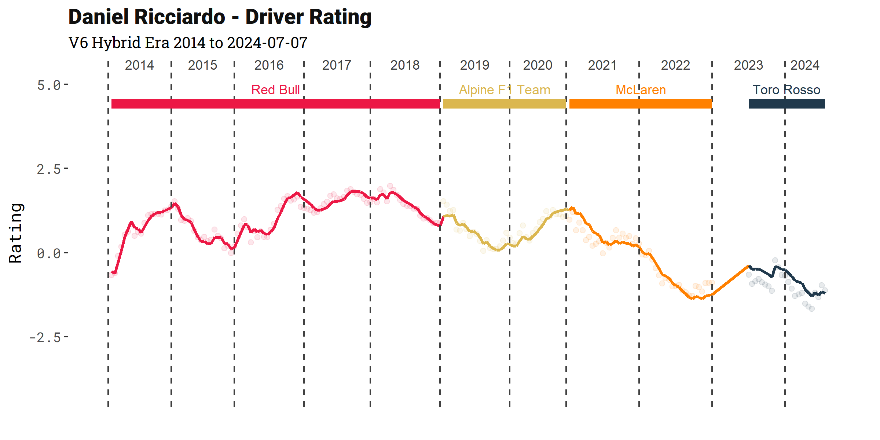 Daniel Ricciardo - Driver Rating
V6 Hybrid Era 2014 to 2024-07-07
2014 2015 2016 2017 2018 2019 2020 2021 2022 2023 2024
5.0
Red Bull Alpine F1 Team McLaren Toro Rosso
2.5
0.0
-2.5
Rating